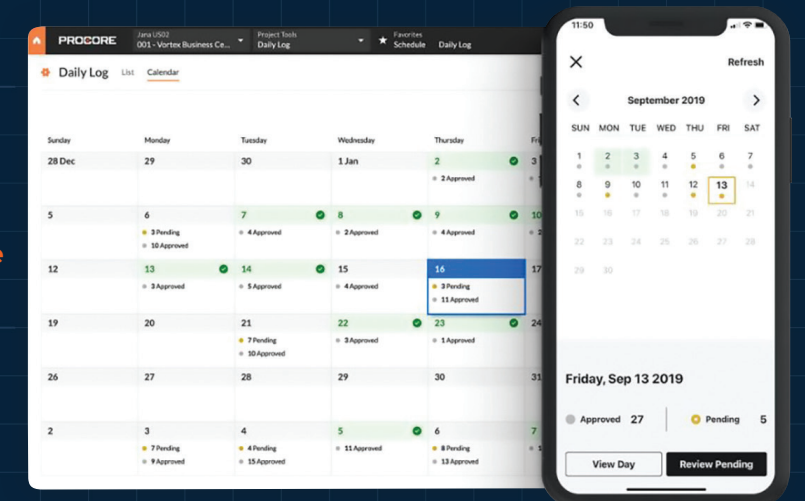 PROCORE
Jana US02
001 - Vortex Business Ce...
Project Tools
Daily Log
Favorites
Schedule Daily Log
Daily Log List Calendar
Sunday Monday Tuesday Wednesday Thursday
28 Dec 29 30 1 Jan 2 3
2 Approved
5 6 7 8 9 10
3 Pending 4 Approved 2 Approved 4 Approved
10 Approved
12 13 14 15 16 17
3 Approved 5 Approved 4 Approved 3 Pending
11 Approved
19 20 21 22 23 24
7 Pending 3 Approved 1 Approved
10 Approved
26 27 28 29 30 31
2 3 4 5 6 7
7 Pending 4 Pending 11 Approved 8 Pending
9 Approved 15 Approved 13 Approved
e
11:50
Refresh
September 2019
SUN MON TUE WED THU FRI SAT
1 2 3 4 5 6 7
8 9 10 11 12 13 14
15 16 17 18 19 20 21
22 23 24 25 26 27 28
29 30
Friday, Sep 13 2019
Approved 27 Pending 5
View Day Review Pending